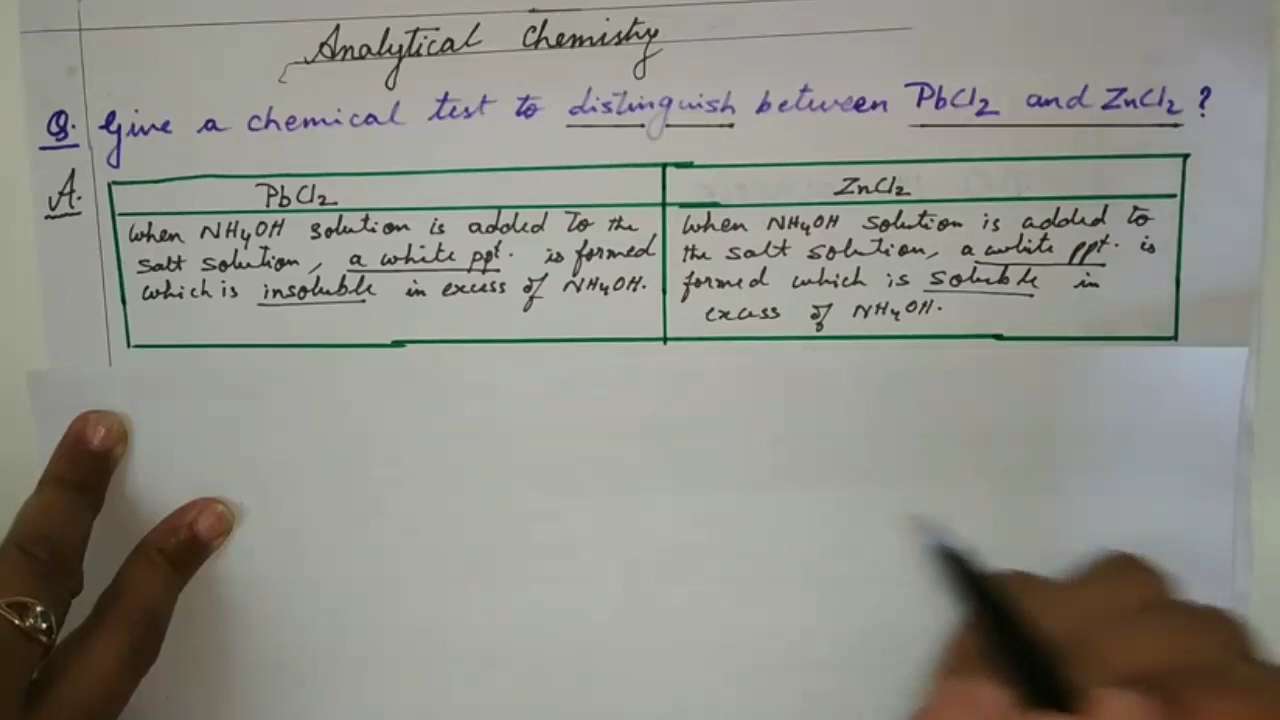 Analytical Chemistry
Q. Give a chemical test to distinguish between PbCl2 and ZnCl2 ?
A.
PbCl2
When NH4OH solution is added to the
salt solution, a white ppt. is formed
which is insoluble in excess of NH4OH.
ZnCl2
When NH4OH solution is added to
the salt solution, a white ppt. is
formed which is soluble in
excess of NH4OH.